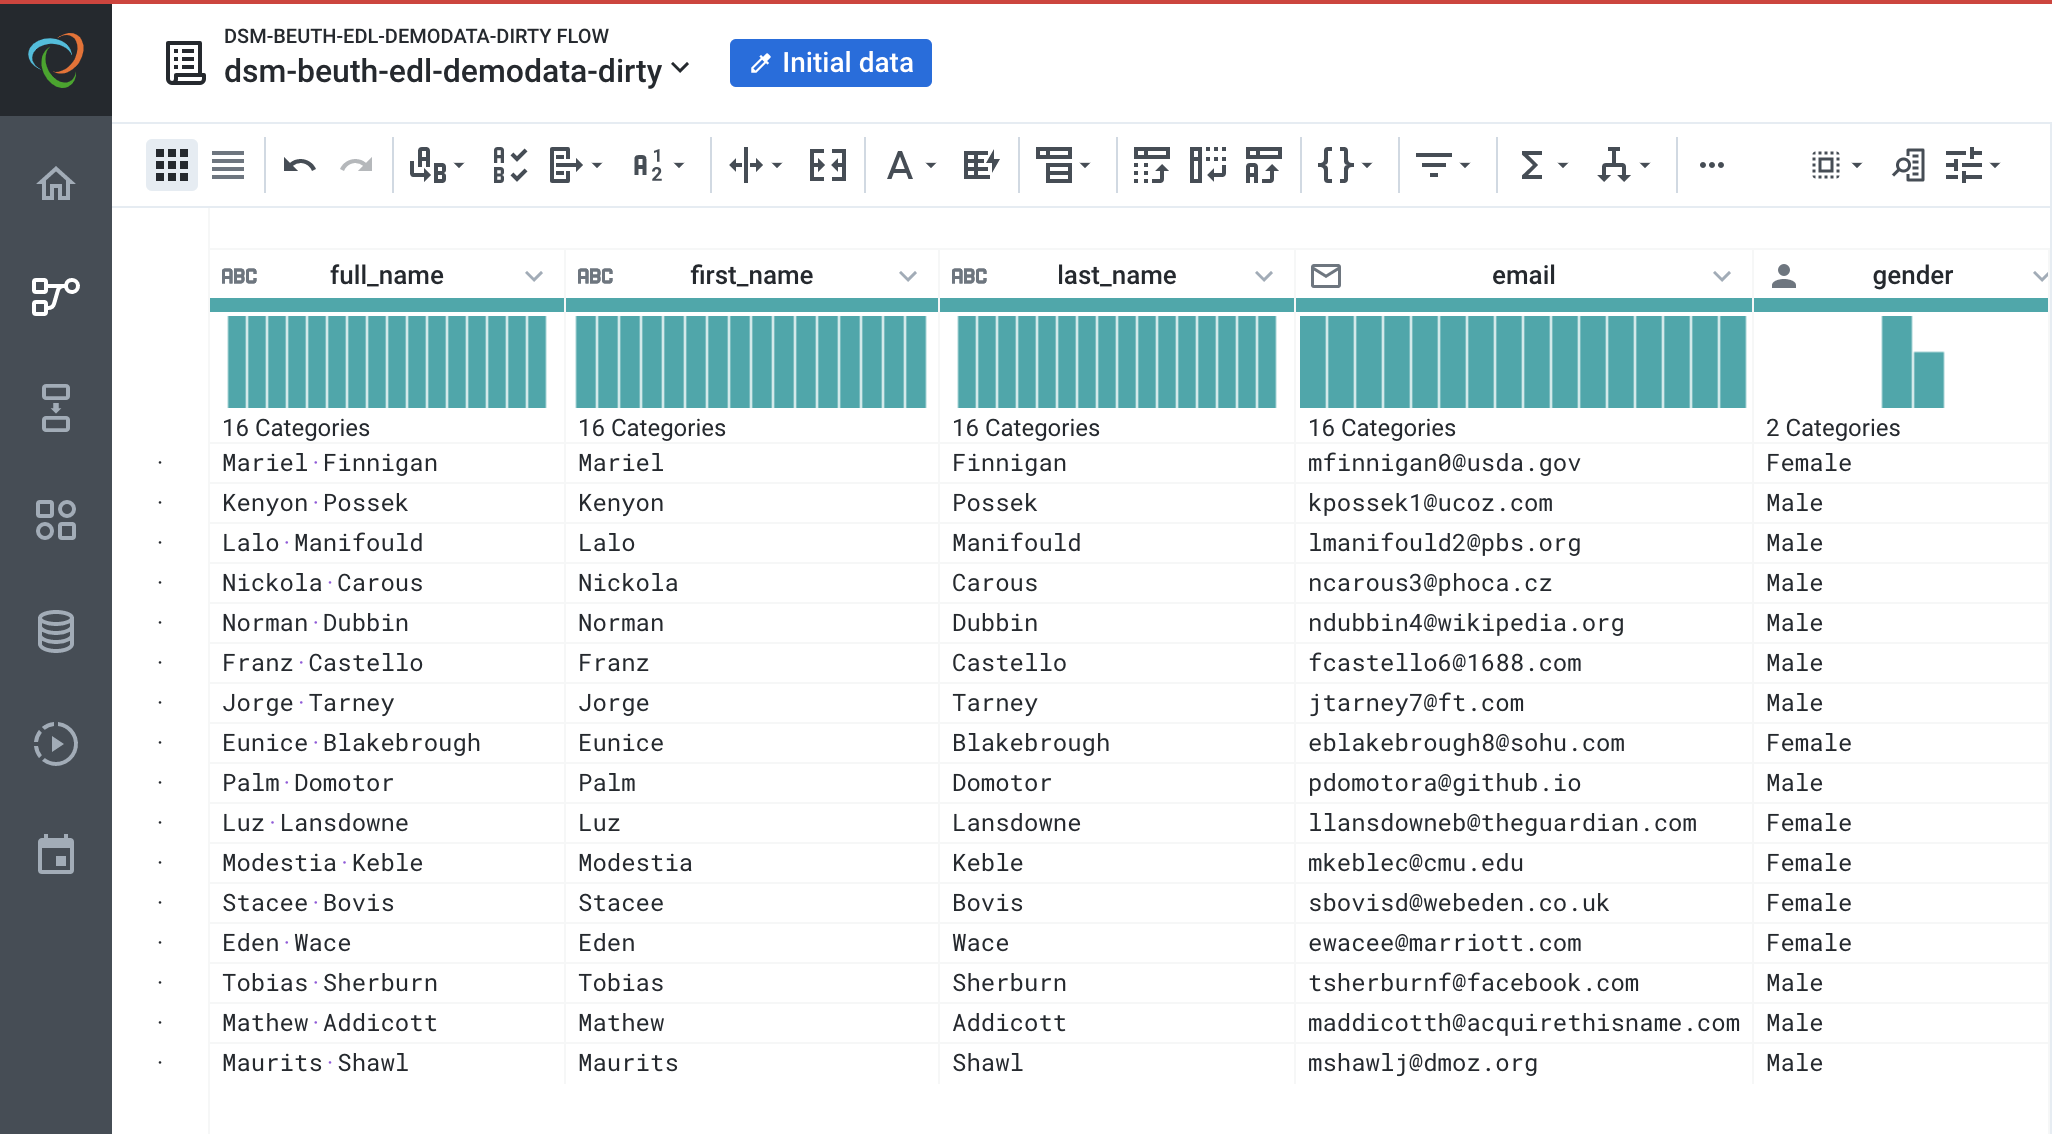 DSM-BEUTH-EDL-DEMODATA-DIRTY FLOW
dsm-beuth-edl-demodata-dirty
Initial data
ABC full_name ABC first_name ABC last_name email gender
16 Categories 16 Categories 16 Categories 16 Categories 2 Categories
Mariel·Finnigan Mariel Finnigan mfinnigan0@usda.gov Female
Kenyon·Possek Kenyon Possek kpossek1@ucoz.com Male
Lalo·Manifould Lalo Manifould lmanifould2@pbs.org Male
Nickola·Carous Nickola Carous ncarous3@phoca.cz Male
Norman·Dubbin Norman Dubbin ndubbin4@wikipedia.org Male
Franz·Castello Franz Castello fcastello6@1688.com Male
Jorge·Tarney Jorge Tarney jtarney7@ft.com Male
Eunice·Blakebrough Eunice Blakebrough eblakebrough8@sohu.com Female
Palm·Domotor Palm Domotor pdomotora@github.io Male
Luz·Lansdowne Luz Lansdowne llansdowneb@theguardian.com Female
Modestia·Keble Modestia Keble mkeblec@cmu.edu Female
Stacee·Bovis Stacee Bovis sbovisd@webeden.co.uk Female
Eden·Wace Eden Wace ewacee@marriott.com Female
Tobias·Sherburn Tobias Sherburn tsherburnf@facebook.com Male
Mathew·Addicott Mathew Addicott maddicotth@acquirethisname.com Male
Maurits·Shawl Maurits Shawl mshawlj@dmoz.org Male